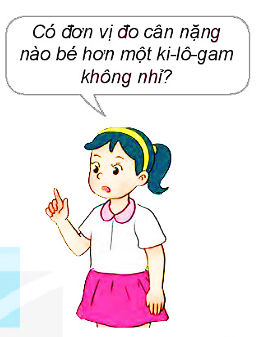 Có đơn vị đo cân nặng
nào bé hơn một ki-lô-gam
không nhỉ?